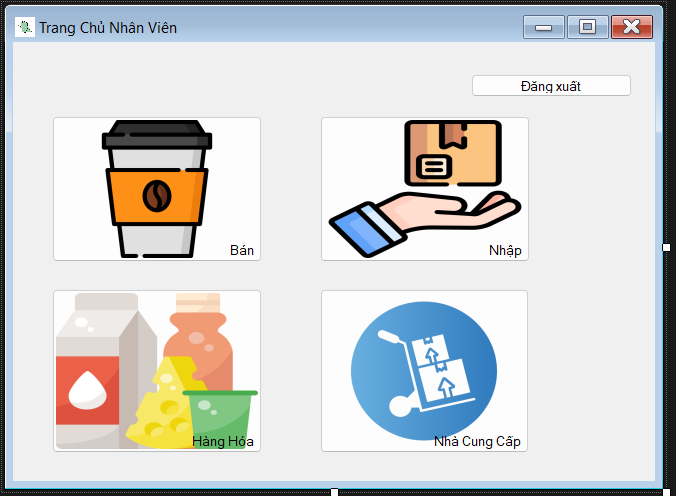 Trang Chủ Nhân Viên
Đăng xuất
Bán
Nhập
Hàng Hóa
Nhà Cung Cấp